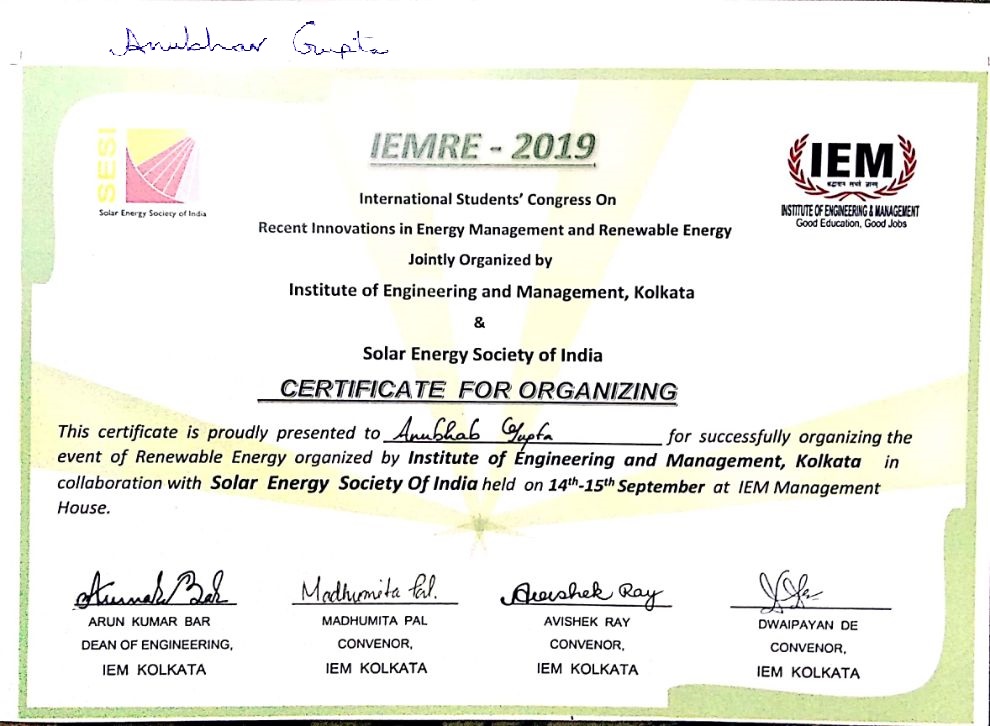 Anubhav Gupta
SESI
Solar Energy Society of India
IEMRE - 2019
IEM
श्रद्धावान लभते ज्ञानम्
INSTITUTE OF ENGINEERING & MANAGEMENT
Good Education, Good Jobs
International Students' Congress On
Recent Innovations in Energy Management and Renewable Energy
Jointly Organized by
Institute of Engineering and Management, Kolkata
&
Solar Energy Society of India
CERTIFICATE FOR ORGANIZING
This certificate is proudly presented to Anubhab Gupta for successfully organizing the
event of Renewable Energy organized by Institute of Engineering and Management, Kolkata in
collaboration with Solar Energy Society Of India held on 14th-15th September at IEM Management
House.
Madhumita Pal.
Aveeshek Ray
ARUN KUMAR BAR MADHUMITA PAL AVISHEK RAY DWAIPAYAN DE
DEAN OF ENGINEERING, CONVENOR, CONVENOR, CONVENOR,
IEM KOLKATA IEM KOLKATA IEM KOLKATA IEM KOLKATA